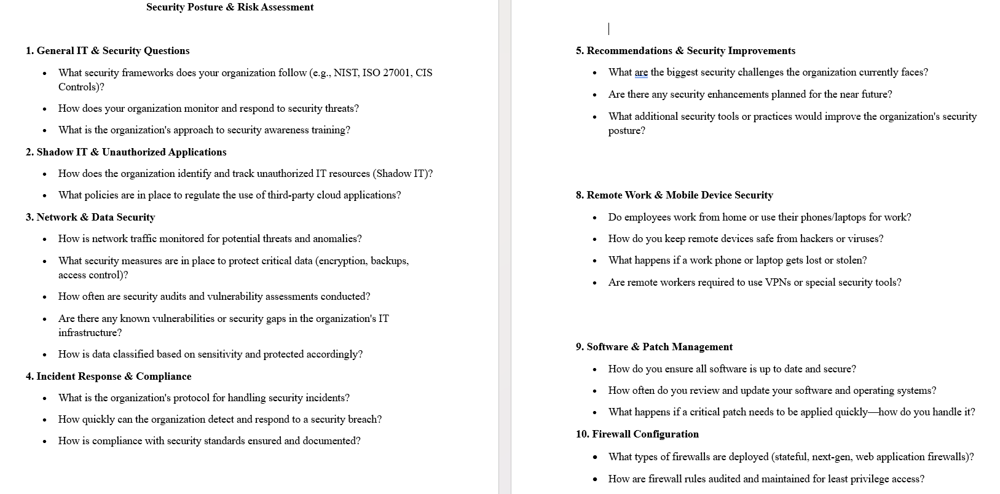 Security Posture & Risk Assessment
1. General IT & Security Questions
• What security frameworks does your organization follow (e.g., NIST, ISO 27001, CIS
Controls)?
• How does your organization monitor and respond to security threats?
• What is the organization's approach to security awareness training?
2. Shadow IT & Unauthorized Applications
• How does the organization identify and track unauthorized IT resources (Shadow IT)?
• What policies are in place to regulate the use of third-party cloud applications?
3. Network & Data Security
• How is network traffic monitored for potential threats and anomalies?
• What security measures are in place to protect critical data (encryption, backups,
access control)?
• How often are security audits and vulnerability assessments conducted?
• Are there any known vulnerabilities or security gaps in the organization's IT
infrastructure?
• How is data classified based on sensitivity and protected accordingly?
4. Incident Response & Compliance
• What is the organization's protocol for handling security incidents?
• How quickly can the organization detect and respond to a security breach?
• How is compliance with security standards ensured and documented?
5. Recommendations & Security Improvements
• What are the biggest security challenges the organization currently faces?
• Are there any security enhancements planned for the near future?
• What additional security tools or practices would improve the organization's security
posture?
8. Remote Work & Mobile Device Security
• Do employees work from home or use their phones/laptops for work?
• How do you keep remote devices safe from hackers or viruses?
• What happens if a work phone or laptop gets lost or stolen?
• Are remote workers required to use VPNs or special security tools?
9. Software & Patch Management
• How do you ensure all software is up to date and secure?
• How often do you review and update your software and operating systems?
• What happens if a critical patch needs to be applied quickly—how do you handle it?
10. Firewall Configuration
• What types of firewalls are deployed (stateful, next-gen, web application firewalls)?
• How are firewall rules audited and maintained for least privilege access?